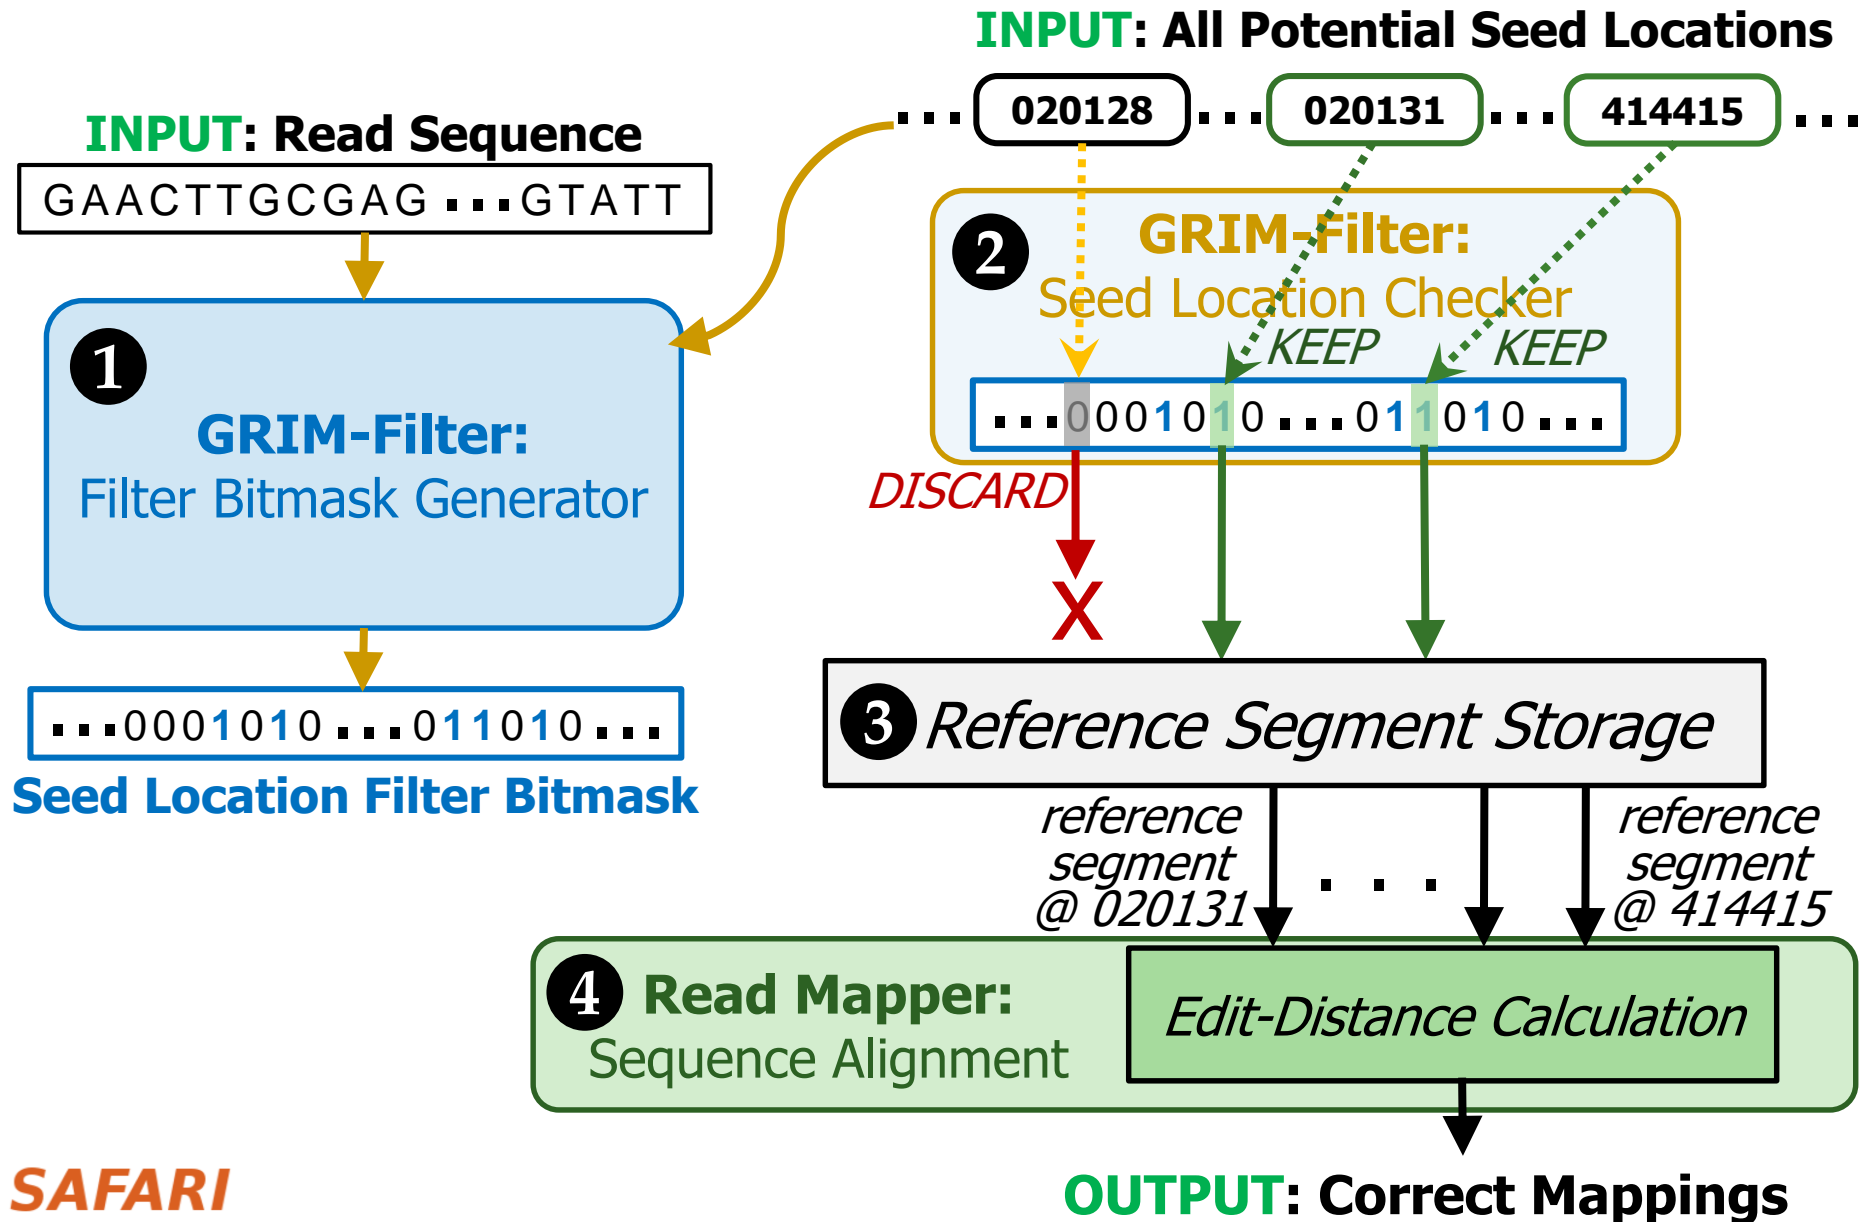 INPUT: All Potential Seed Locations
... 020128 ... 020131 ... 414415 ...
INPUT: Read Sequence
GAACTTGCGAG ... GTATT
1
GRIM-Filter:
Filter Bitmask Generator
...0001010...011010...
Seed Location Filter Bitmask
2
GRIM-Filter:
Seed Location Checker
KEEP KEEP
...0001010...011010...
DISCARD
X
3 Reference Segment Storage
reference
segment
@ 020131
. . .
reference
segment
@ 414415
4 Read Mapper:
Sequence Alignment
Edit-Distance Calculation
SAFARI
OUTPUT: Correct Mappings